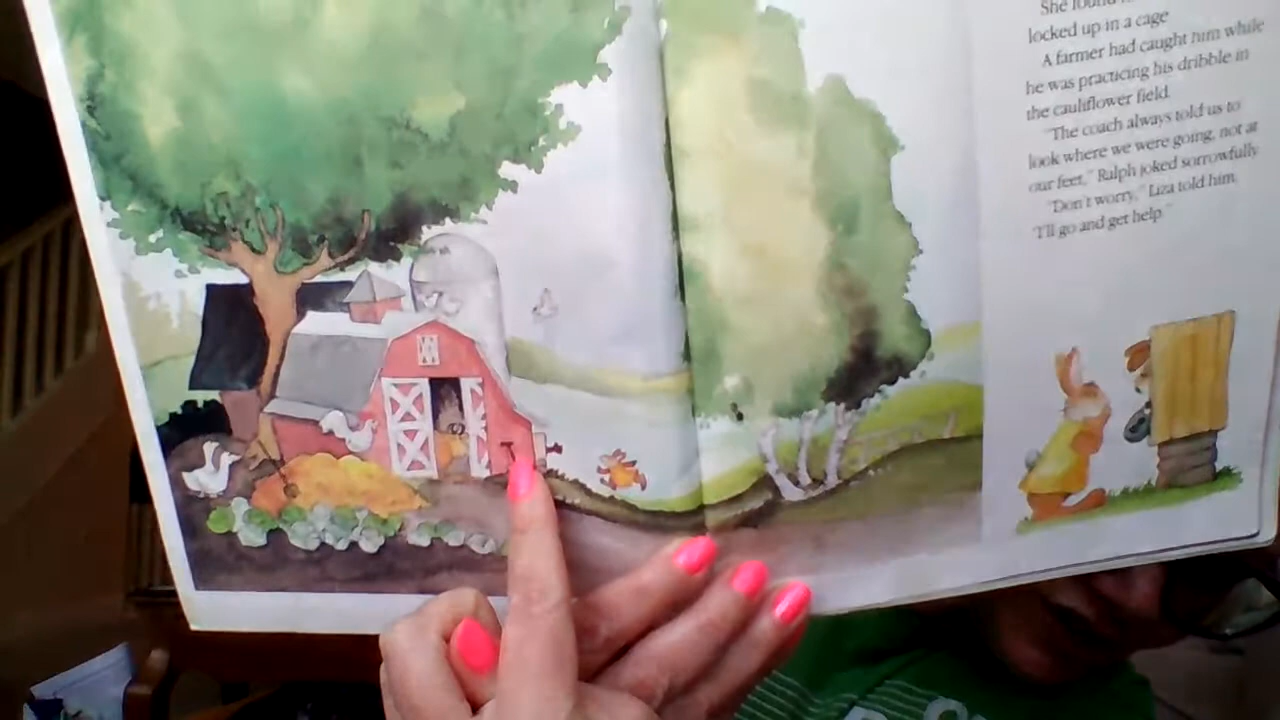 She found
locked up in a cage
A farmer had caught him while
he was practicing his dribble in
the cauliflower field.
"The coach always told us to
look where we were going, not at
our feet," Ralph joked sorrowfully.
"Don't worry," Liza told him.
"I'll go and get help."